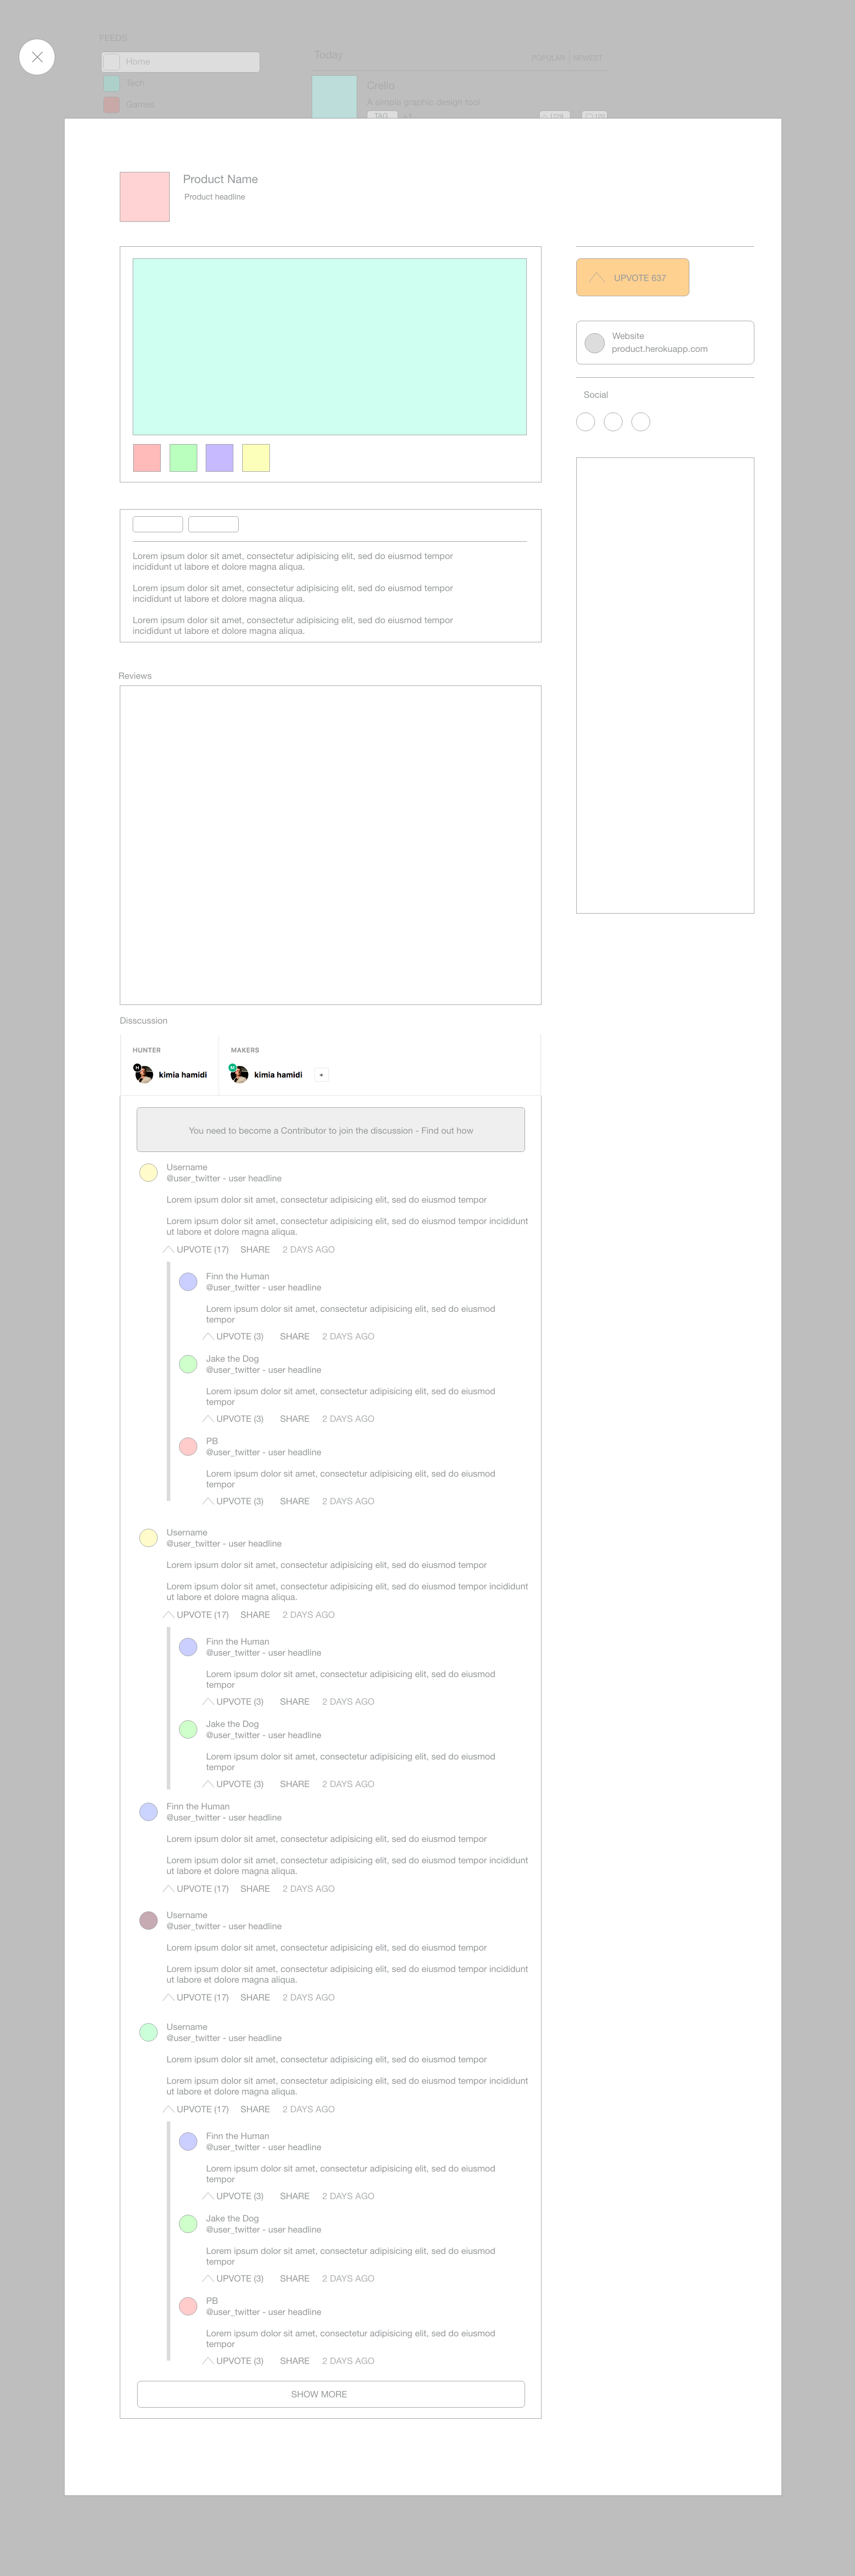 FEEDS
Home
Tech
Games
Today
POPULAR | NEWEST
Crello
A simple graphic design tool
TAG +1
Product Name
Product headline
UPVOTE 637
Website
product.herokuapp.com
Social
Lorem ipsum dolor sit amet, consectetur adipisicing elit, sed do eiusmod tempor
incididunt ut labore et dolore magna aliqua.
Lorem ipsum dolor sit amet, consectetur adipisicing elit, sed do eiusmod tempor
incididunt ut labore et dolore magna aliqua.
Lorem ipsum dolor sit amet, consectetur adipisicing elit, sed do eiusmod tempor
incididunt ut labore et dolore magna aliqua.
Reviews
Disscussion
HUNTER
MAKERS
H kimia hamidi
M kimia hamidi
+
You need to become a Contributor to join the discussion - Find out how
Username
@user_twitter - user headline
Lorem ipsum dolor sit amet, consectetur adipisicing elit, sed do eiusmod tempor
Lorem ipsum dolor sit amet, consectetur adipisicing elit, sed do eiusmod tempor incididunt
ut labore et dolore magna aliqua.
UPVOTE (17) SHARE 2 DAYS AGO
Finn the Human
@user_twitter - user headline
Lorem ipsum dolor sit amet, consectetur adipisicing elit, sed do eiusmod
tempor
UPVOTE (3) SHARE 2 DAYS AGO
Jake the Dog
@user_twitter - user headline
Lorem ipsum dolor sit amet, consectetur adipisicing elit, sed do eiusmod
tempor
UPVOTE (3) SHARE 2 DAYS AGO
PB
@user_twitter - user headline
Lorem ipsum dolor sit amet, consectetur adipisicing elit, sed do eiusmod
tempor
UPVOTE (3) SHARE 2 DAYS AGO
Username
@user_twitter - user headline
Lorem ipsum dolor sit amet, consectetur adipisicing elit, sed do eiusmod tempor
Lorem ipsum dolor sit amet, consectetur adipisicing elit, sed do eiusmod tempor incididunt
ut labore et dolore magna aliqua.
UPVOTE (17) SHARE 2 DAYS AGO
Finn the Human
@user_twitter - user headline
Lorem ipsum dolor sit amet, consectetur adipisicing elit, sed do eiusmod
tempor
UPVOTE (3) SHARE 2 DAYS AGO
Jake the Dog
@user_twitter - user headline
Lorem ipsum dolor sit amet, consectetur adipisicing elit, sed do eiusmod
tempor
UPVOTE (3) SHARE 2 DAYS AGO
Finn the Human
@user_twitter - user headline
Lorem ipsum dolor sit amet, consectetur adipisicing elit, sed do eiusmod tempor
Lorem ipsum dolor sit amet, consectetur adipisicing elit, sed do eiusmod tempor incididunt
ut labore et dolore magna aliqua.
UPVOTE (17) SHARE 2 DAYS AGO
Username
@user_twitter - user headline
Lorem ipsum dolor sit amet, consectetur adipisicing elit, sed do eiusmod tempor
Lorem ipsum dolor sit amet, consectetur adipisicing elit, sed do eiusmod tempor incididunt
ut labore et dolore magna aliqua.
UPVOTE (17) SHARE 2 DAYS AGO
Username
@user_twitter - user headline
Lorem ipsum dolor sit amet, consectetur adipisicing elit, sed do eiusmod tempor
Lorem ipsum dolor sit amet, consectetur adipisicing elit, sed do eiusmod tempor incididunt
ut labore et dolore magna aliqua.
UPVOTE (17) SHARE 2 DAYS AGO
Finn the Human
@user_twitter - user headline
Lorem ipsum dolor sit amet, consectetur adipisicing elit, sed do eiusmod
tempor
UPVOTE (3) SHARE 2 DAYS AGO
Jake the Dog
@user_twitter - user headline
Lorem ipsum dolor sit amet, consectetur adipisicing elit, sed do eiusmod
tempor
UPVOTE (3) SHARE 2 DAYS AGO
PB
@user_twitter - user headline
Lorem ipsum dolor sit amet, consectetur adipisicing elit, sed do eiusmod
tempor
UPVOTE (3) SHARE 2 DAYS AGO
SHOW MORE